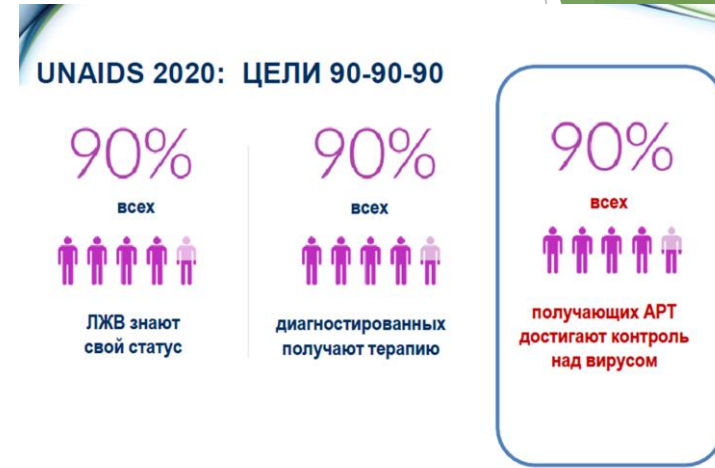 UNAIDS 2020: ЦЕЛИ 90-90-90
90%
всех
ЛЖВ знают
свой статус
90%
всех
диагностированных
получают терапию
90%
всех
получающих АРТ
достигают контроль
над вирусом